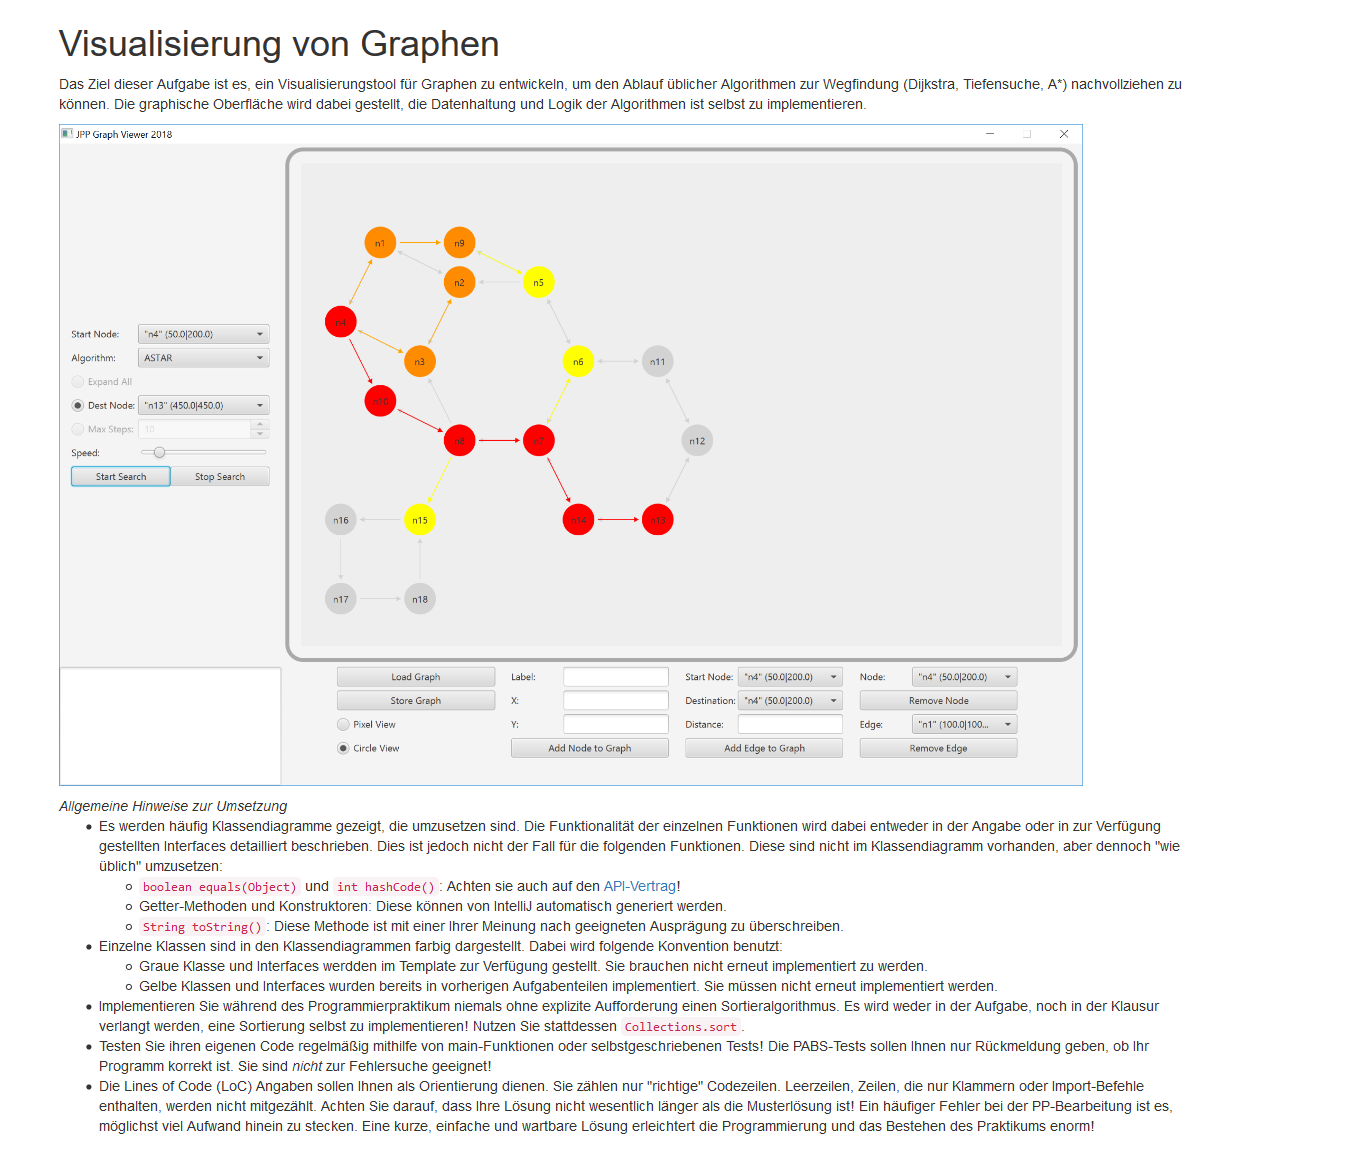 Visualisierung von Graphen
Das Ziel dieser Aufgabe ist es, ein Visualisierungstool für Graphen zu entwickeln, um den Ablauf üblicher Algorithmen zur Wegfindung (Dijkstra, Tiefensuche, A*) nachvollziehen zu
können. Die graphische Oberfläche wird dabei gestellt, die Datenhaltung und Logik der Algorithmen ist selbst zu implementieren.
JPP Graph Viewer 2018
n1
n9
n2
n5
n4
n3
n6
n11
n10
n8
n7
n12
n16
n15
n14
n13
n17
n18
Start Node: "n4" (50.0|200.0)
Algorithm: ASTAR
Expand All
Dest Node: "n13" (450.0|450.0)
Max Steps: 10
Speed:
Start Search Stop Search
Load Graph Label: Start Node: "n4" (50.0|200.0) Node: "n4" (50.0|200.0)
Store Graph X: Destination: "n4" (50.0|200.0) Remove Node
Pixel View Y: Distance: Edge: "n1" (100.0|100...
Circle View Add Node to Graph Add Edge to Graph Remove Edge
Allgemeine Hinweise zur Umsetzung
• Es werden häufig Klassendiagramme gezeigt, die umzusetzen sind. Die Funktionalität der einzelnen Funktionen wird dabei entweder in der Angabe oder in zur Verfügung
gestellten Interfaces detailliert beschrieben. Dies ist jedoch nicht der Fall für die folgenden Funktionen. Diese sind nicht im Klassendiagramm vorhanden, aber dennoch "wie
üblich" umzusetzen:
◦ boolean equals(Object) und int hashCode() : Achten sie auch auf den API-Vertrag!
◦ Getter-Methoden und Konstruktoren: Diese können von IntelliJ automatisch generiert werden.
◦ String toString() : Diese Methode ist mit einer Ihrer Meinung nach geeigneten Ausprägung zu überschreiben.
• Einzelne Klassen sind in den Klassendiagrammen farbig dargestellt. Dabei wird folgende Konvention benutzt:
◦ Graue Klasse und Interfaces werdden im Template zur Verfügung gestellt. Sie brauchen nicht erneut implementiert zu werden.
◦ Gelbe Klassen und Interfaces wurden bereits in vorherigen Aufgabenteilen implementiert. Sie müssen nicht erneut implementiert werden.
• Implementieren Sie während des Programmierpraktikum niemals ohne explizite Aufforderung einen Sortieralgorithmus. Es wird weder in der Aufgabe, noch in der Klausur
verlangt werden, eine Sortierung selbst zu implementieren! Nutzen Sie stattdessen Collections.sort .
• Testen Sie ihren eigenen Code regelmäßig mithilfe von main-Funktionen oder selbstgeschriebenen Tests! Die PABS-Tests sollen Ihnen nur Rückmeldung geben, ob Ihr
Programm korrekt ist. Sie sind nicht zur Fehlersuche geeignet!
• Die Lines of Code (LoC) Angaben sollen Ihnen als Orientierung dienen. Sie zählen nur "richtige" Codezeilen. Leerzeilen, Zeilen, die nur Klammern oder Import-Befehle
enthalten, werden nicht mitgezählt. Achten Sie darauf, dass Ihre Lösung nicht wesentlich länger als die Musterlösung ist! Ein häufiger Fehler bei der PP-Bearbeitung ist es,
möglichst viel Aufwand hinein zu stecken. Eine kurze, einfache und wartbare Lösung erleichtert die Programmierung und das Bestehen des Praktikums enorm!